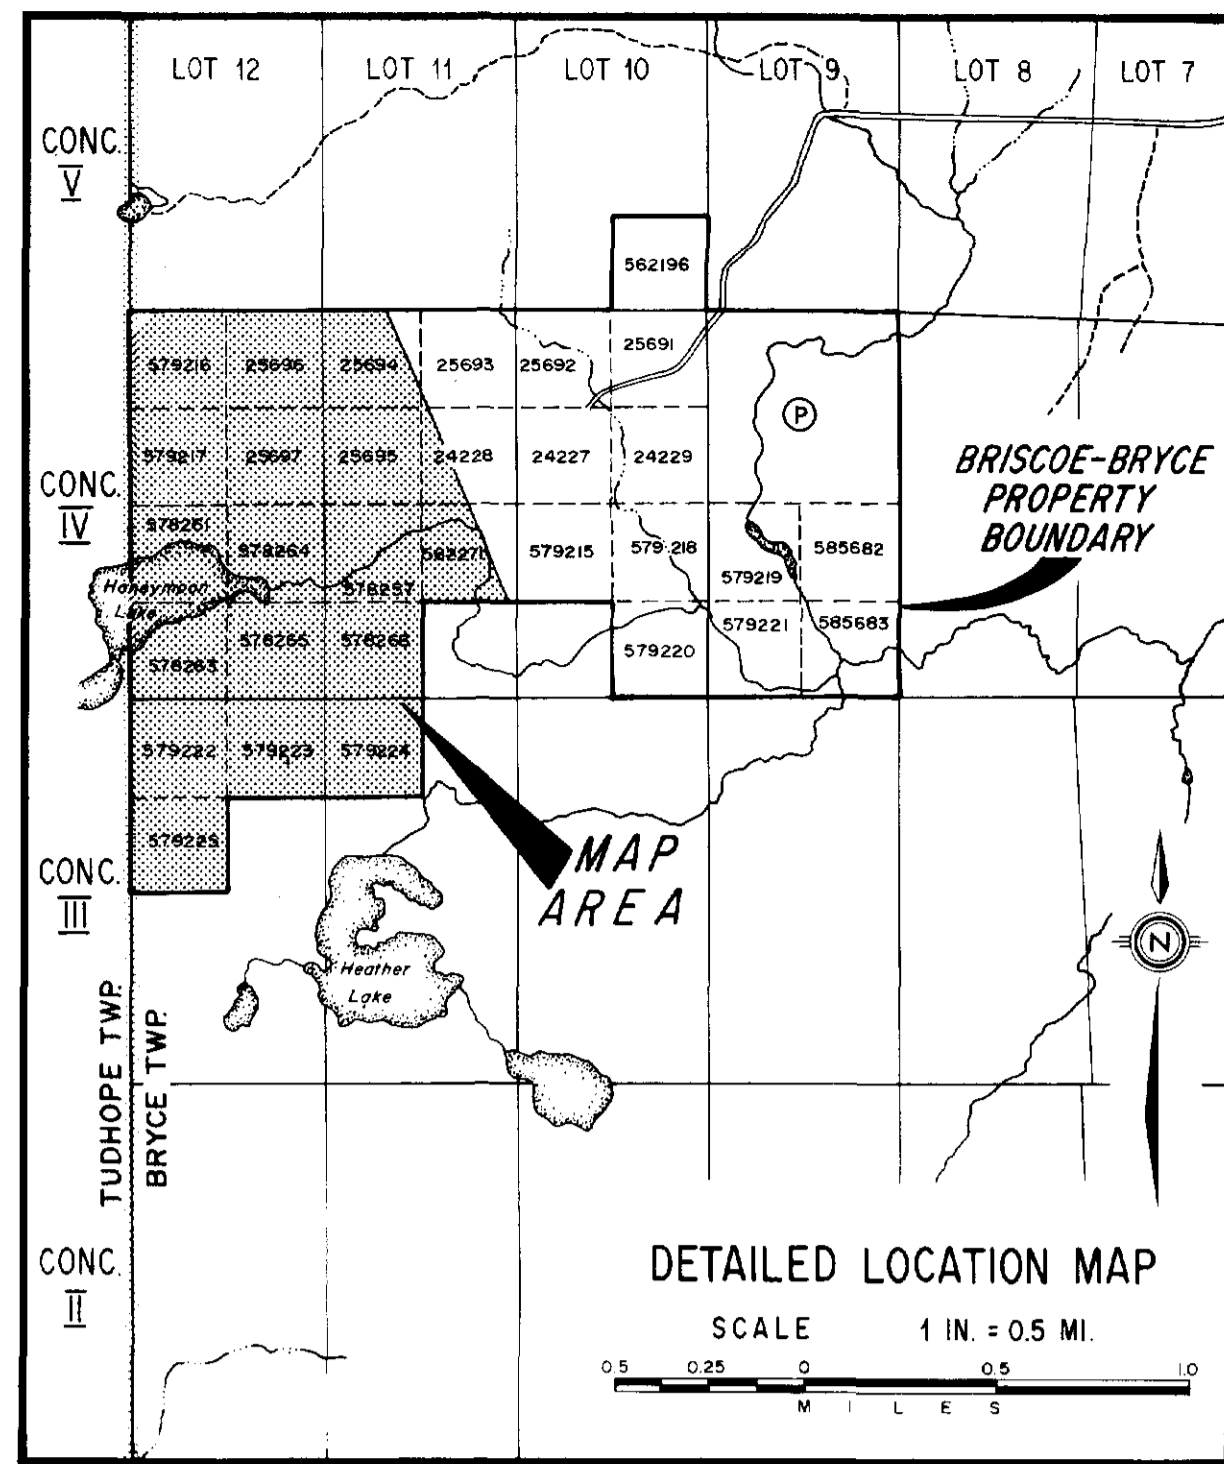 LOT 12 LOT 11 LOT 10 LOT 9 LOT 8 LOT 7
CONC.
V
562196
25691
579216 25696 25694 25693 25692
P
579217 25697 25695 24228 24227 24229
BRISCOE-BRYCE
PROPERTY
BOUNDARY
CONC.
IV
578261
578264 579215 579218 585682
578257 579219
Honeymoon
Lake
579221 585683
578265 578266 579220
578263
579222 579223 579224
579225
MAP
AREA
CONC.
III
N
Heather
Lake
TUDHOPE TWP.
BRYCE TWP.
CONC.
II
DETAILED LOCATION MAP
SCALE 1 IN. = 0.5 MI.
0.5 0.25 0 0.5 1.0
MILES